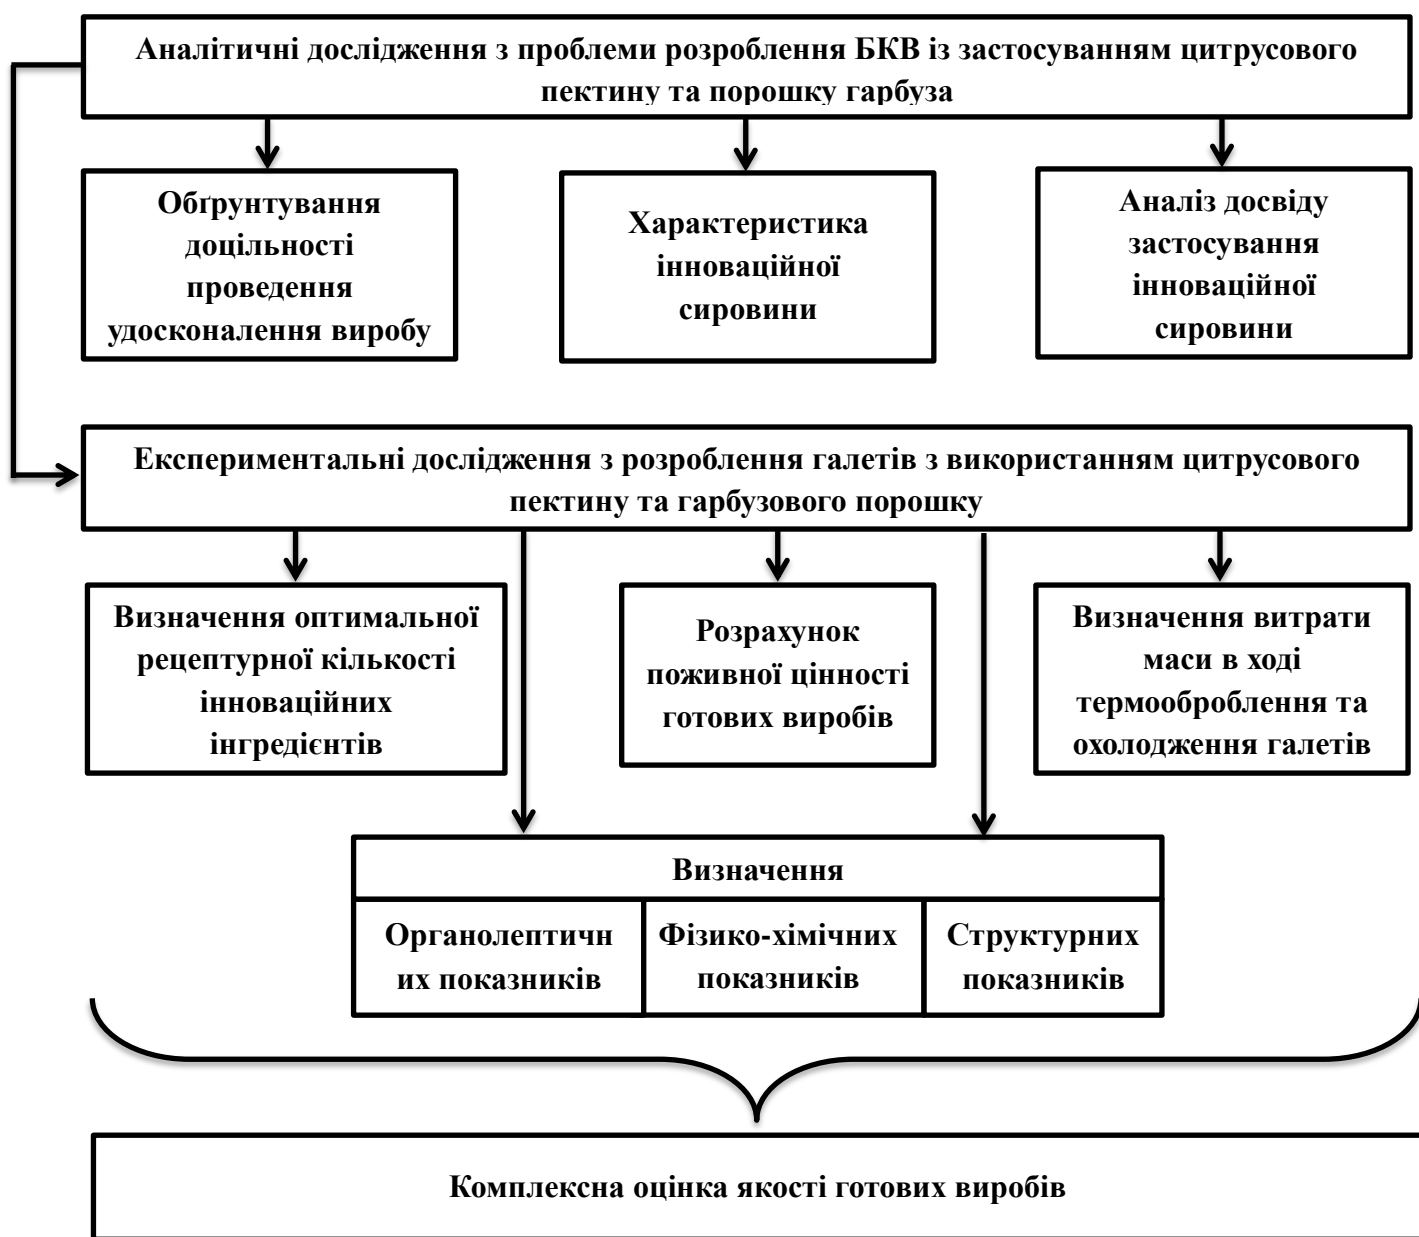 Аналітичні дослідження з проблеми розроблення БКВ із застосуванням цитрусового
пектину та порошку гарбуза
Обґрунтування
доцільності
проведення
удосконалення виробу
Характеристика
інноваційної
сировини
Аналіз досвіду
застосування
інноваційної
сировини
Експериментальні дослідження з розроблення галетів з використанням цитрусового
пектину та гарбузового порошку
Визначення оптимальної
рецептурної кількості
інноваційних
інгредієнтів
Розрахунок
поживної цінності
готових виробів
Визначення витрати
маси в ході
термооброблення та
охолодження галетів
Визначення
Органолептичн
их показників
Фізико-хімічних
показників
Структурних
показників
Комплексна оцінка якості готових виробів